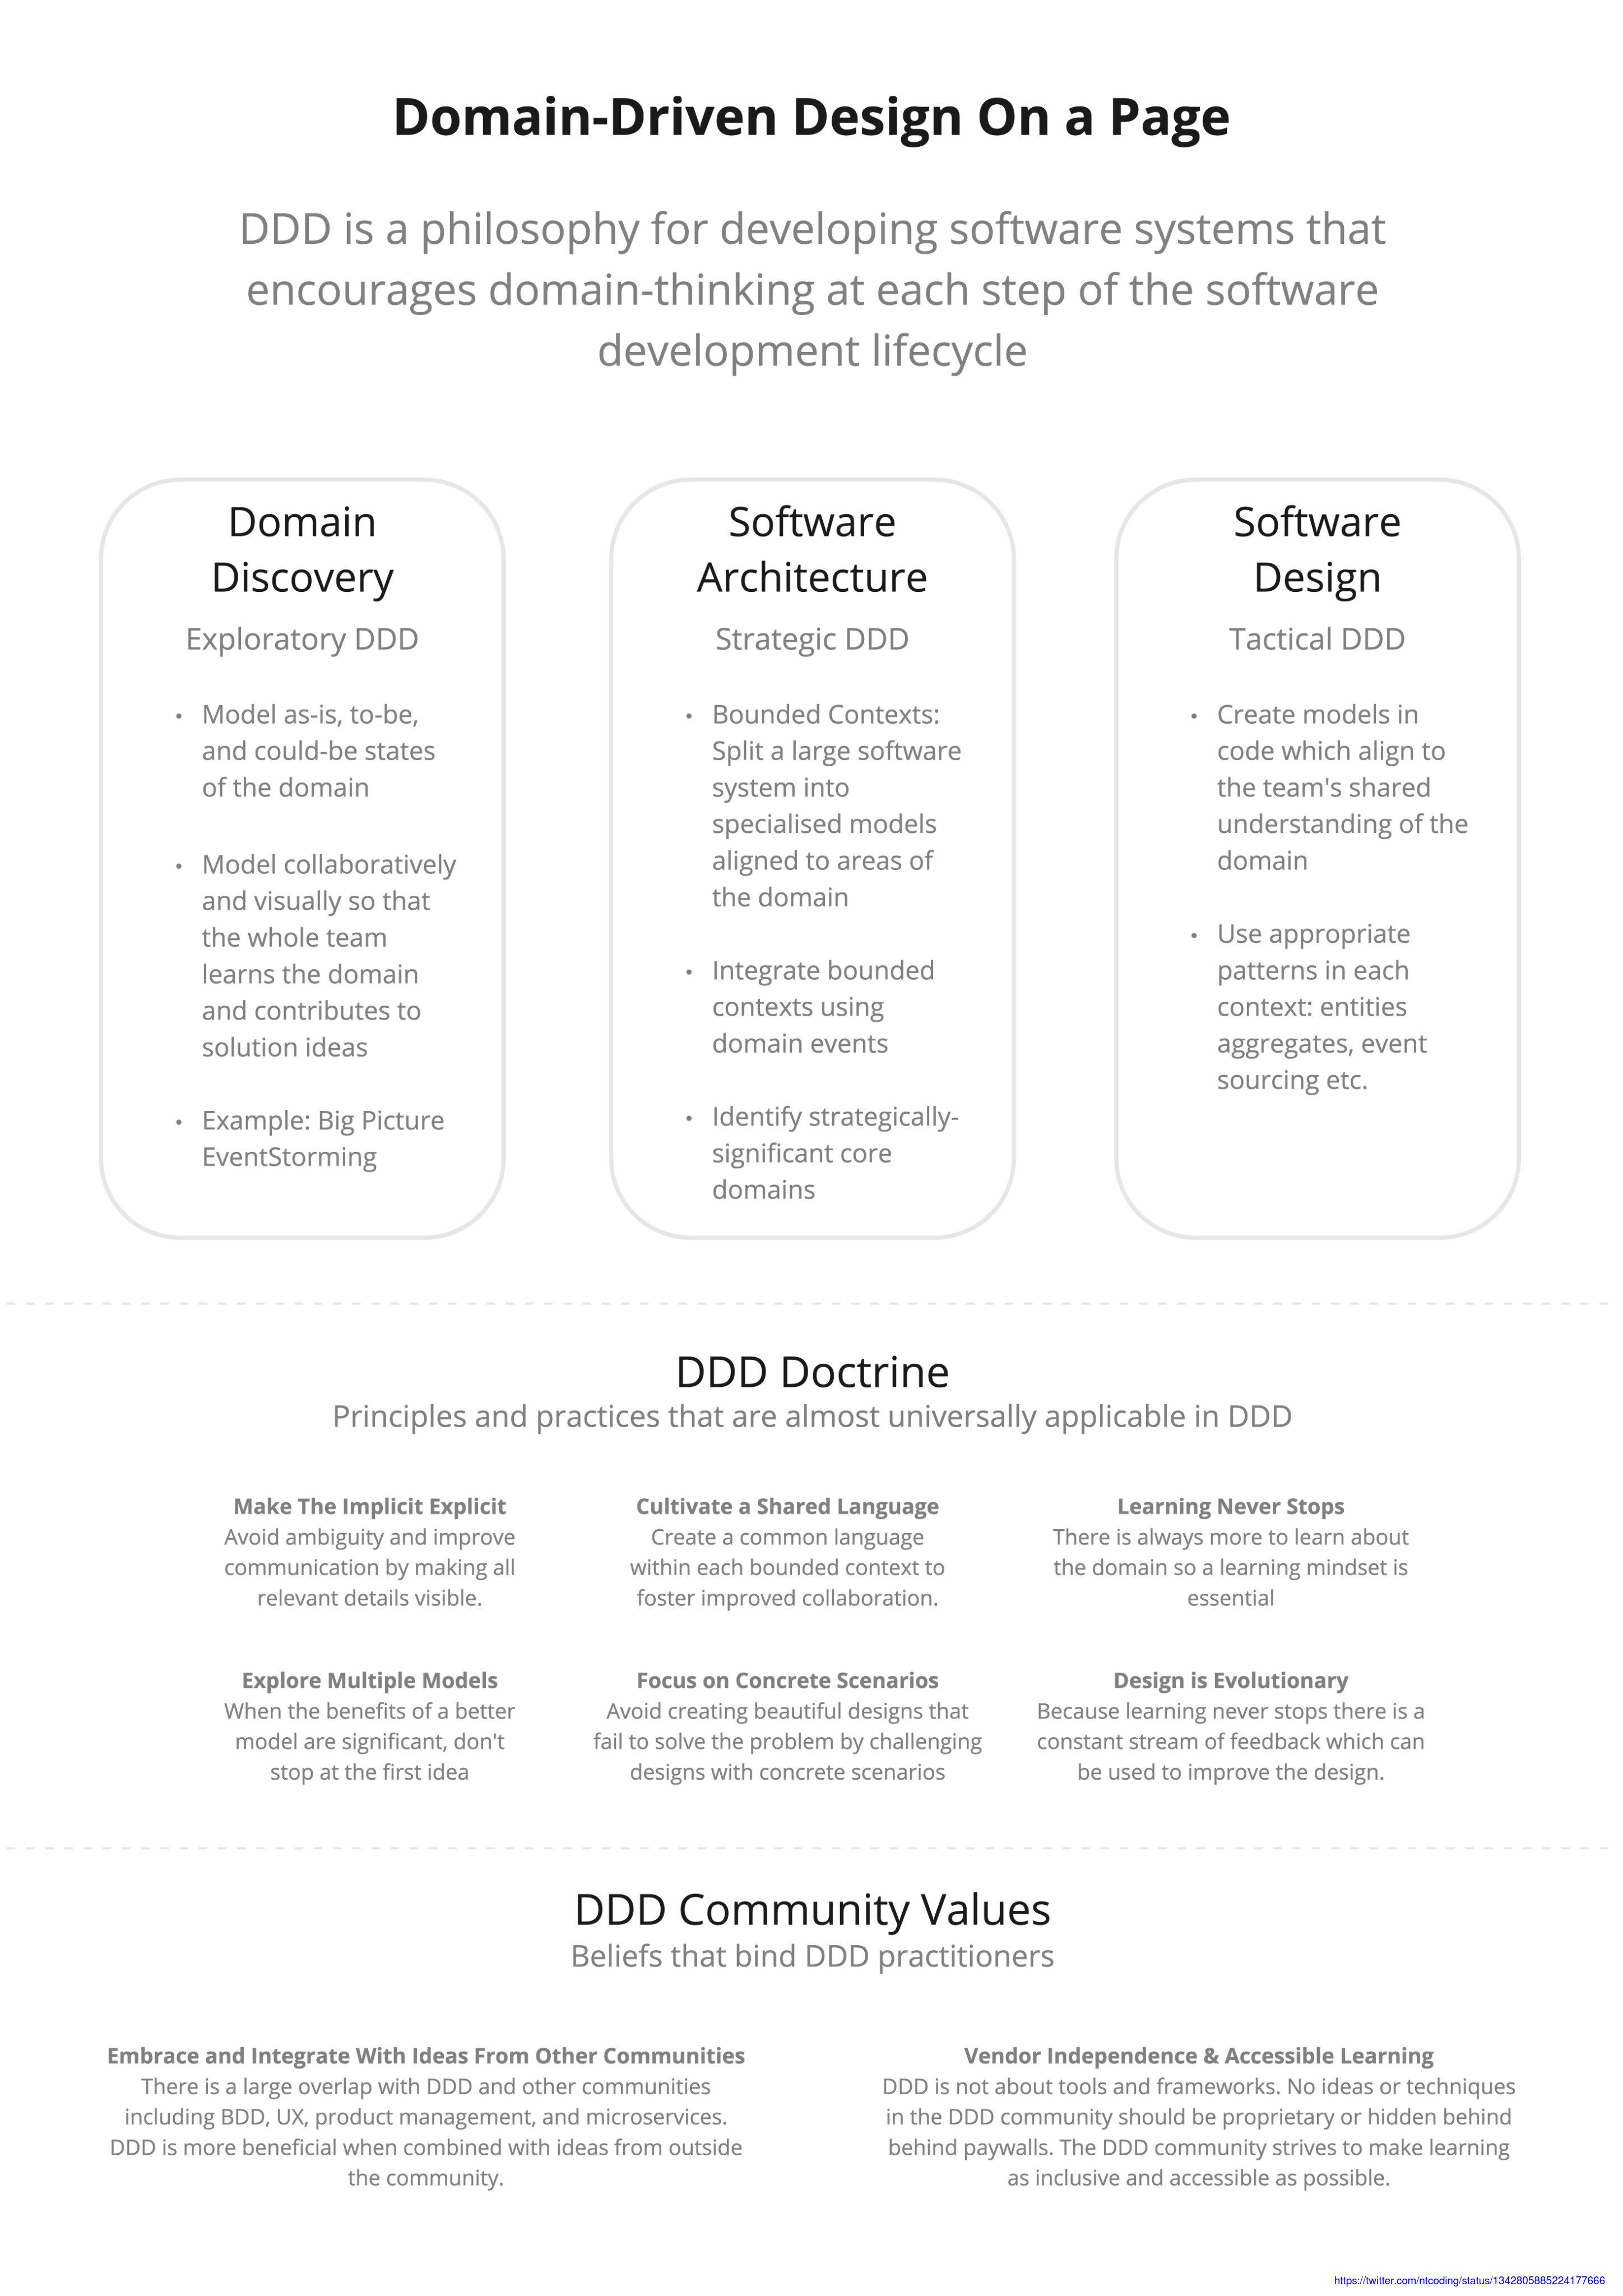 Domain-Driven Design On a Page
DDD is a philosophy for developing software systems that
encourages domain-thinking at each step of the software
development lifecycle
Domain
Discovery
Exploratory DDD
• Model as-is, to-be,
and could-be states
of the domain
• Model collaboratively
and visually so that
the whole team
learns the domain
and contributes to
solution ideas
• Example: Big Picture
EventStorming
Software
Architecture
Strategic DDD
• Bounded Contexts:
Split a large software
system into
specialised models
aligned to areas of
the domain
• Integrate bounded
contexts using
domain events
• Identify strategically-
significant core
domains
Software
Design
Tactical DDD
• Create models in
code which align to
the team's shared
understanding of the
domain
• Use appropriate
patterns in each
context: entities
aggregates, event
sourcing etc.
DDD Doctrine
Principles and practices that are almost universally applicable in DDD
Make The Implicit Explicit
Avoid ambiguity and improve
communication by making all
relevant details visible.
Cultivate a Shared Language
Create a common language
within each bounded context to
foster improved collaboration.
Learning Never Stops
There is always more to learn about
the domain so a learning mindset is
essential
Explore Multiple Models
When the benefits of a better
model are significant, don't
stop at the first idea
Focus on Concrete Scenarios
Avoid creating beautiful designs that
fail to solve the problem by challenging
designs with concrete scenarios
Design is Evolutionary
Because learning never stops there is a
constant stream of feedback which can
be used to improve the design.
DDD Community Values
Beliefs that bind DDD practitioners
Embrace and Integrate With Ideas From Other Communities
There is a large overlap with DDD and other communities
including BDD, UX, product management, and microservices.
DDD is more beneficial when combined with ideas from outside
the community.
Vendor Independence & Accessible Learning
DDD is not about tools and frameworks. No ideas or techniques
in the DDD community should be proprietary or hidden behind
behind paywalls. The DDD community strives to make learning
as inclusive and accessible as possible.
https://twitter.com/ntcoding/status/1342805885224177666